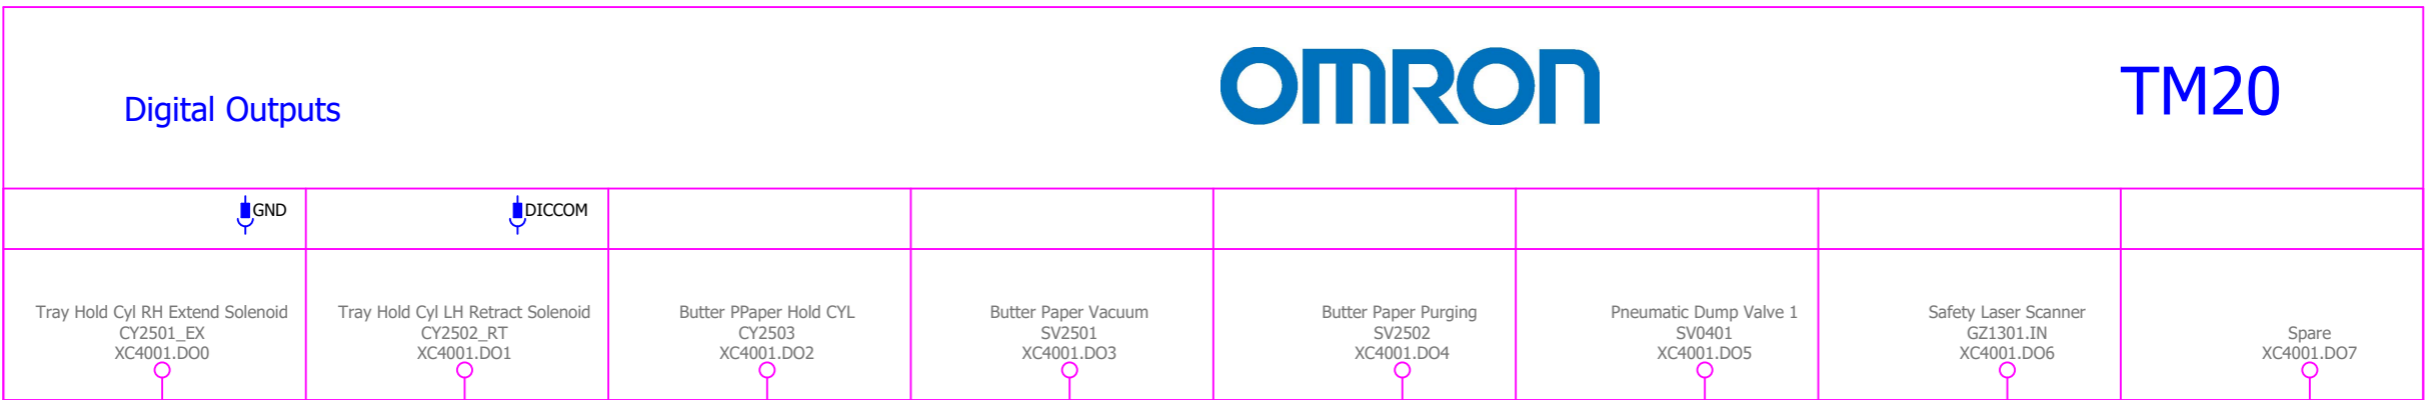 Digital Outputs
OMRON
TM20
GND
DICCOM
Tray Hold Cyl RH Extend Solenoid
CY2501_EX
XC4001.DO0
Tray Hold Cyl LH Retract Solenoid
CY2502_RT
XC4001.DO1
Butter PPaper Hold CYL
CY2503
XC4001.DO2
Butter Paper Vacuum
SV2501
XC4001.DO3
Butter Paper Purging
SV2502
XC4001.DO4
Pneumatic Dump Valve 1
SV0401
XC4001.DO5
Safety Laser Scanner
GZ1301.IN
XC4001.DO6
Spare
XC4001.DO7